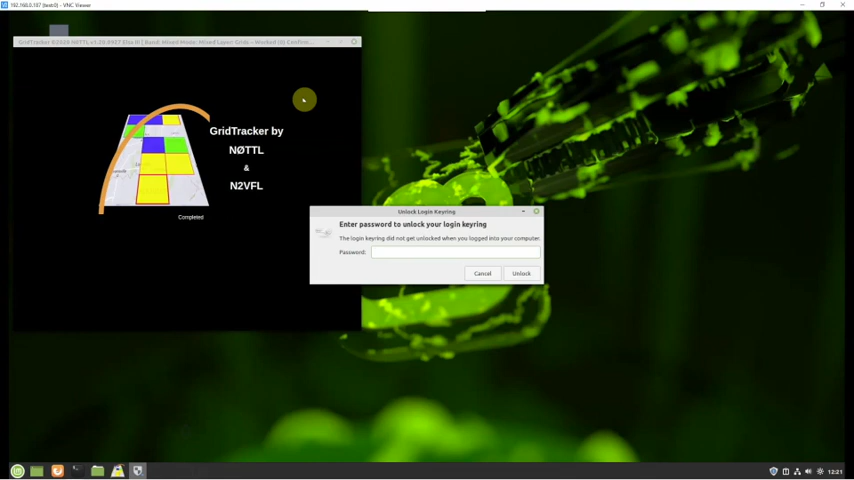 192.168.0.187 (test:0) - VNC Viewer
GridTracker by
NØTTL
&
N2VFL
Completed
Unlock Login Keyring
Enter password to unlock your login keyring
The login keyring did not get unlocked when you logged into your computer.
Password:
Cancel
Unlock
12:21